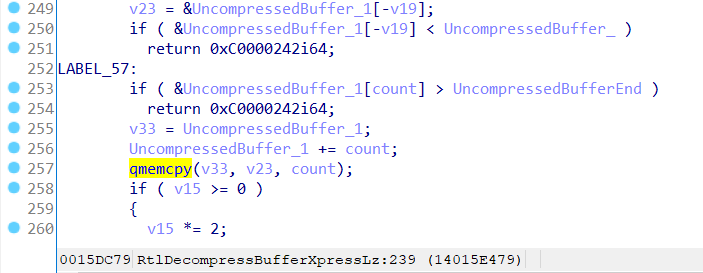 249 v23 = &UncompressedBuffer_1[-v19];
250 if ( &UncompressedBuffer_1[-v19] < UncompressedBuffer_ )
251 return 0xC0000242i64;
252 LABEL_57:
253 if ( &UncompressedBuffer_1[count] > UncompressedBufferEnd )
254 return 0xC0000242i64;
255 v33 = UncompressedBuffer_1;
256 UncompressedBuffer_1 += count;
257 qmemcpy(v33, v23, count);
258 if ( v15 >= 0 )
259 {
260 v15 *= 2;
0015DC79 RtlDecompressBufferXpressLz:239 (14015E479)